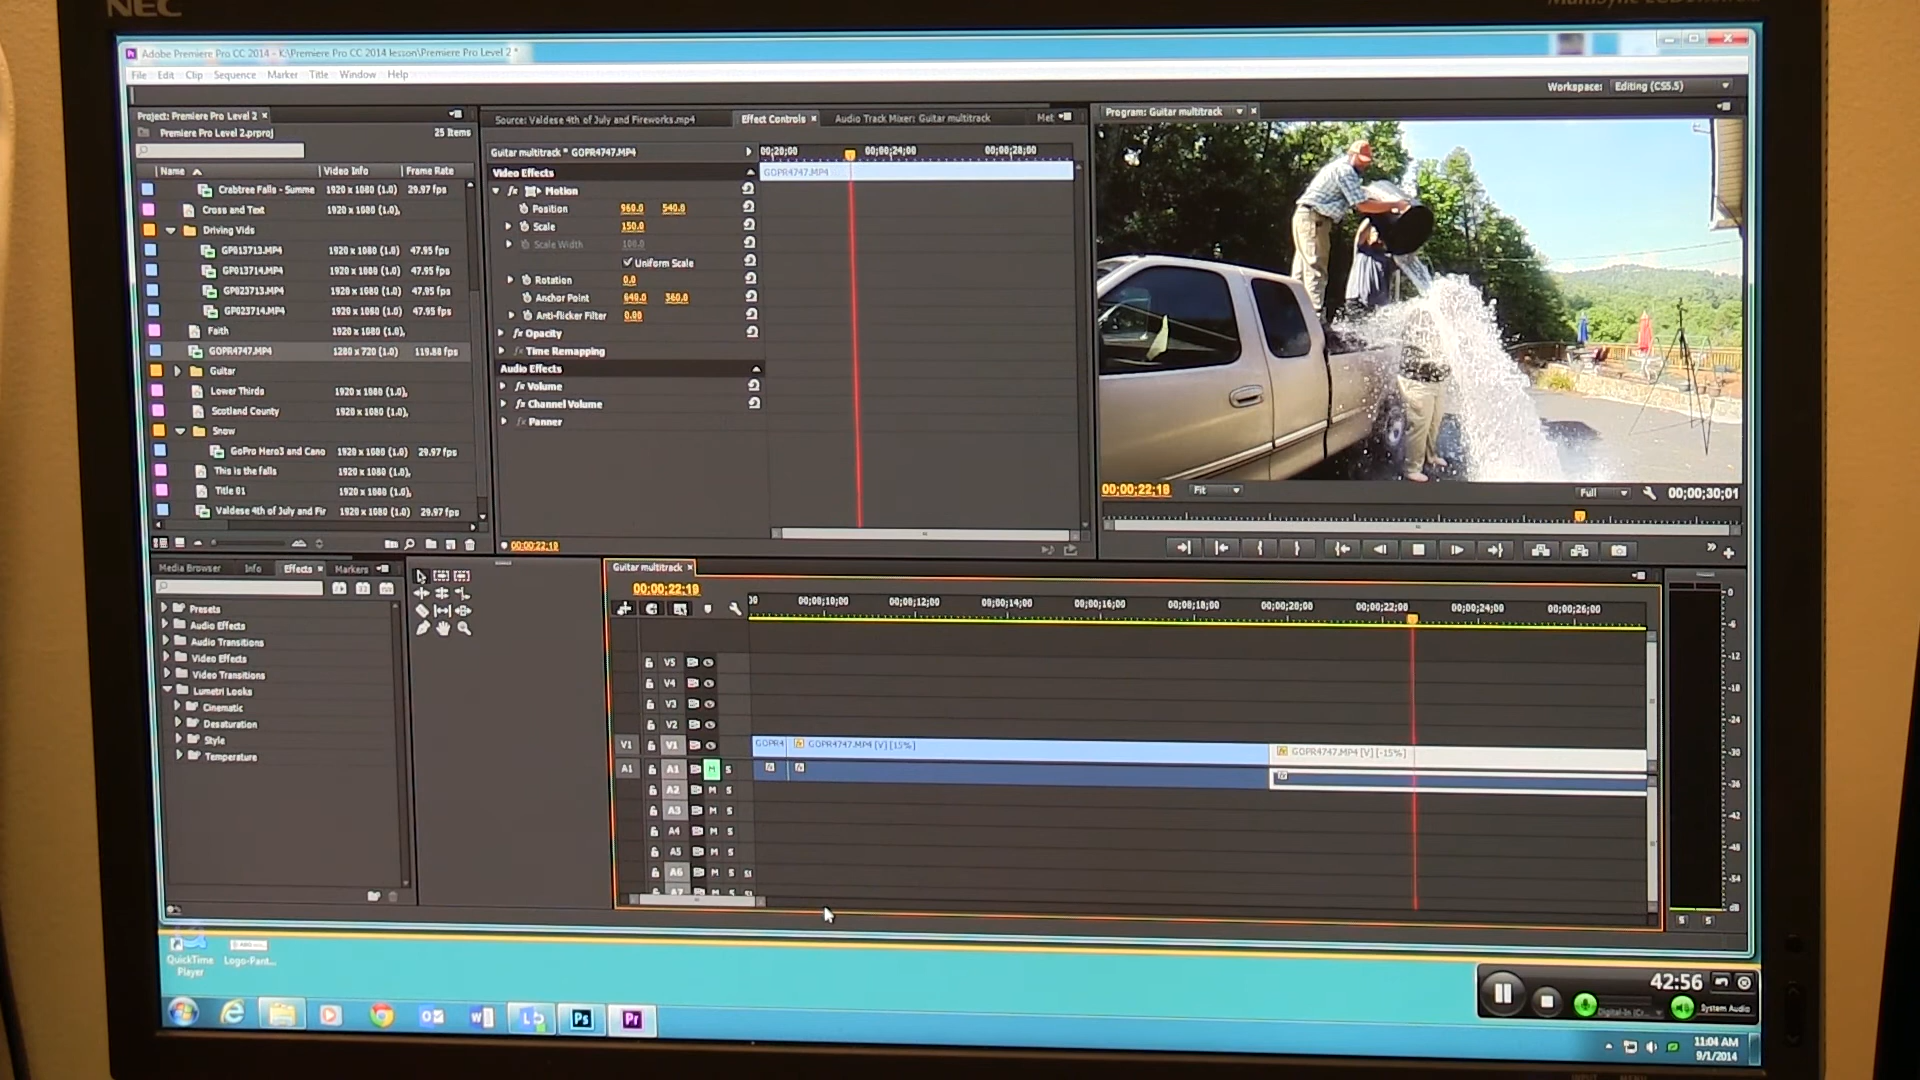 NEC
Adobe Premiere Pro CC 2014 - K:\Premiere Pro CC 2014 lesson\Premiere Pro Level 2 *
File Edit Clip Sequence Marker Title Window Help
Workspace: Editing (CS5.5)
Project: Premiere Pro Level 2 ×
Premiere Pro Level 2.prproj 25 Items
Name Video Info Frame Rate
Crabtree Falls - Summe 1920 x 1080 (1.0) 29.97 fps
Cross and Text 1920 x 1080 (1.0),
Driving Vids
GP013713.MP4 1920 x 1080 (1.0) 47.95 fps
GP013714.MP4 1920 x 1080 (1.0) 47.95 fps
GP023713.MP4 1920 x 1080 (1.0) 47.95 fps
GP023714.MP4 1920 x 1080 (1.0) 47.95 fps
Faith 1920 x 1080 (1.0),
GOPR4747.MP4 1280 x 720 (1.0) 119.88 fps
Guitar
Lower Thirds 1920 x 1080 (1.0),
Scotland County 1920 x 1080 (1.0),
Snow
GoPro Hero3 and Cano 1920 x 1080 (1.0) 29.97 fps
This is the falls 1920 x 1080 (1.0),
Title 01 1920 x 1080 (1.0),
Valdese 4th of July and Fir 1920 x 1080 (1.0) 29.97 fps
Source: Valdese 4th of July and Fireworks.mp4 Effect Controls × Audio Track Mixer: Guitar multitrack Met
Guitar multitrack * GOPR4747.MP4
00;20;00 00;00;24;00 00;00;28;00
GOPR4747.MP4
Video Effects
fx Motion
Position 960.0 540.0
Scale 150.0
Scale Width 100.0
Uniform Scale
Rotation 0.0
Anchor Point 640.0 360.0
Anti-flicker Filter 0.00
fx Opacity
fx Time Remapping
Audio Effects
fx Volume
fx Channel Volume
fx Panner
00;00;22;19
Program: Guitar multitrack ×
00;00;22;19 Fit Full 00;00;30;01
Media Browser Info Effects × Markers
Presets
Audio Effects
Audio Transitions
Video Effects
Video Transitions
Lumetri Looks
Cinematic
Desaturation
Style
Temperature
Guitar multitrack ×
00;00;22;19
00 00;00;10;00 00;00;12;00 00;00;14;00 00;00;16;00 00;00;18;00 00;00;20;00 00;00;22;00 00;00;24;00 00;00;26;00
V5
V4
V3
V2
V1 V1 GOPR4 GOPR4747.MP4 [V] [15%] GOPR4747.MP4 [V] [-15%]
A1 A1 M S
A2 M S
A3 M S
A4 M S
A5 M S
A6 M S
A7 M S
0
-6
-12
-18
-24
-30
-36
-42
-48
-54
dB
S S
QuickTime Player
Logo-Pant...
42:56
System Audio
Ps Pr
11:04 AM
9/1/2014